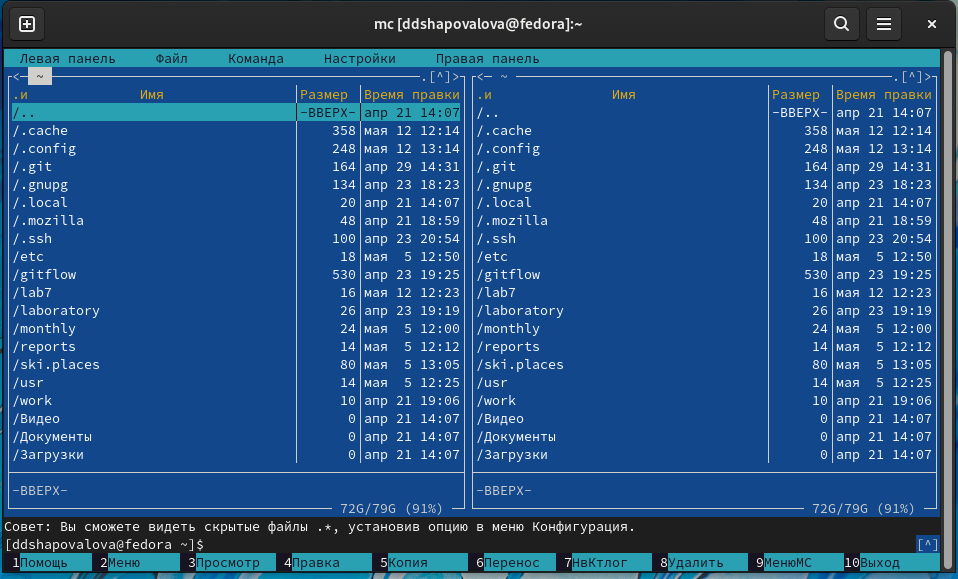 mc [ddshapovalova@fedora]:~
Левая панель Файл Команда Настройки Правая панель
<— ~ .[^]> <— ~ .[^]>
.и Имя Размер Время правки .и Имя Размер Время правки
/.. -ВВЕРХ- апр 21 14:07 /.. -ВВЕРХ- апр 21 14:07
/.cache 358 мая 12 12:14 /.cache 358 мая 12 12:14
/.config 248 мая 12 13:14 /.config 248 мая 12 13:14
/.git 164 апр 29 14:31 /.git 164 апр 29 14:31
/.gnupg 134 апр 23 18:23 /.gnupg 134 апр 23 18:23
/.local 20 апр 21 14:07 /.local 20 апр 21 14:07
/.mozilla 48 апр 21 18:59 /.mozilla 48 апр 21 18:59
/.ssh 100 апр 23 20:54 /.ssh 100 апр 23 20:54
/etc 18 мая 5 12:50 /etc 18 мая 5 12:50
/gitflow 530 апр 23 19:25 /gitflow 530 апр 23 19:25
/lab7 16 мая 12 12:23 /lab7 16 мая 12 12:23
/laboratory 26 апр 23 19:19 /laboratory 26 апр 23 19:19
/monthly 24 мая 5 12:00 /monthly 24 мая 5 12:00
/reports 14 мая 5 12:12 /reports 14 мая 5 12:12
/ski.places 80 мая 5 13:05 /ski.places 80 мая 5 13:05
/usr 14 мая 5 12:25 /usr 14 мая 5 12:25
/work 10 апр 21 19:06 /work 10 апр 21 19:06
/Видео 0 апр 21 14:07 /Видео 0 апр 21 14:07
/Документы 0 апр 21 14:07 /Документы 0 апр 21 14:07
/Загрузки 0 апр 21 14:07 /Загрузки 0 апр 21 14:07
-ВВЕРХ- -ВВЕРХ-
72G/79G (91%) 72G/79G (91%)
Совет: Вы сможете видеть скрытые файлы .*, установив опцию в меню Конфигурация.
[ddshapovalova@fedora ~]$ [^]
1Помощь 2Меню 3Просмотр 4Правка 5Копия 6Перенос 7НвКтлог 8Удалить 9МенюМС 10Выход